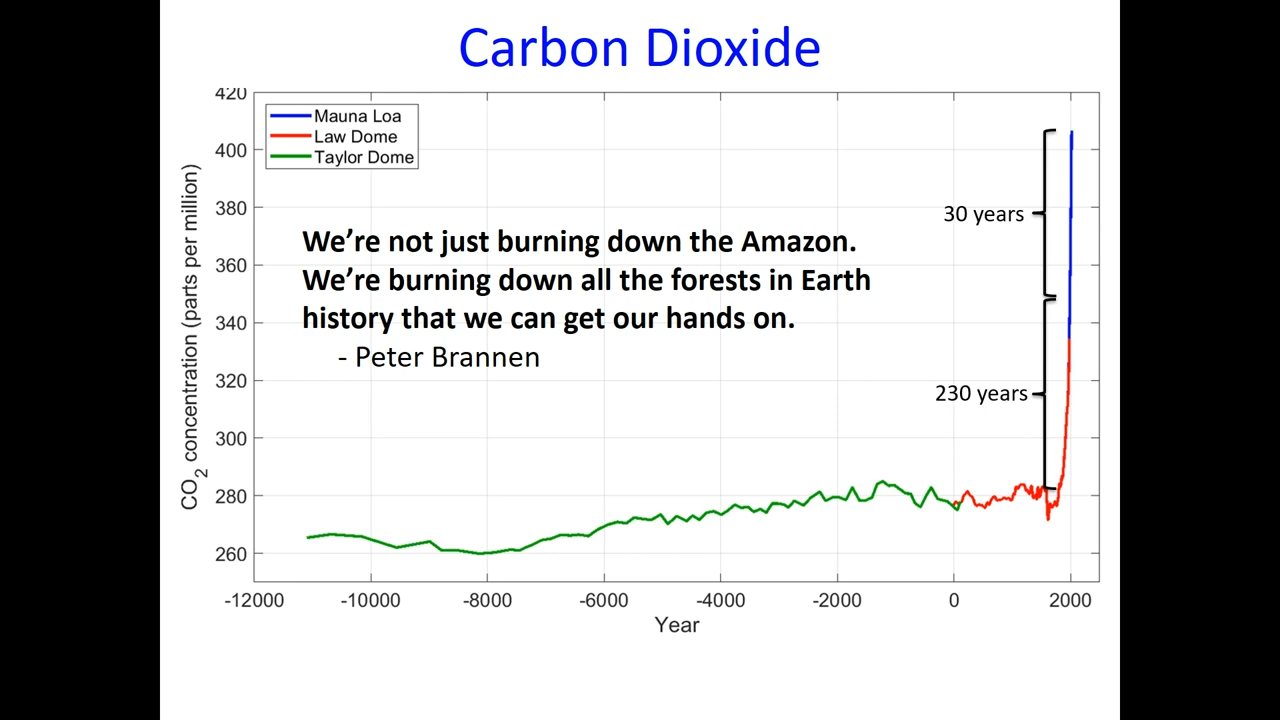 Carbon Dioxide
420
400
380
360
340
320
300
280
260
CO2 concentration (parts per million)
Mauna Loa
Law Dome
Taylor Dome
We’re not just burning down the Amazon.
We’re burning down all the forests in Earth
history that we can get our hands on.
- Peter Brannen
30 years
230 years
-12000 -10000 -8000 -6000 -4000 -2000 0 2000
Year